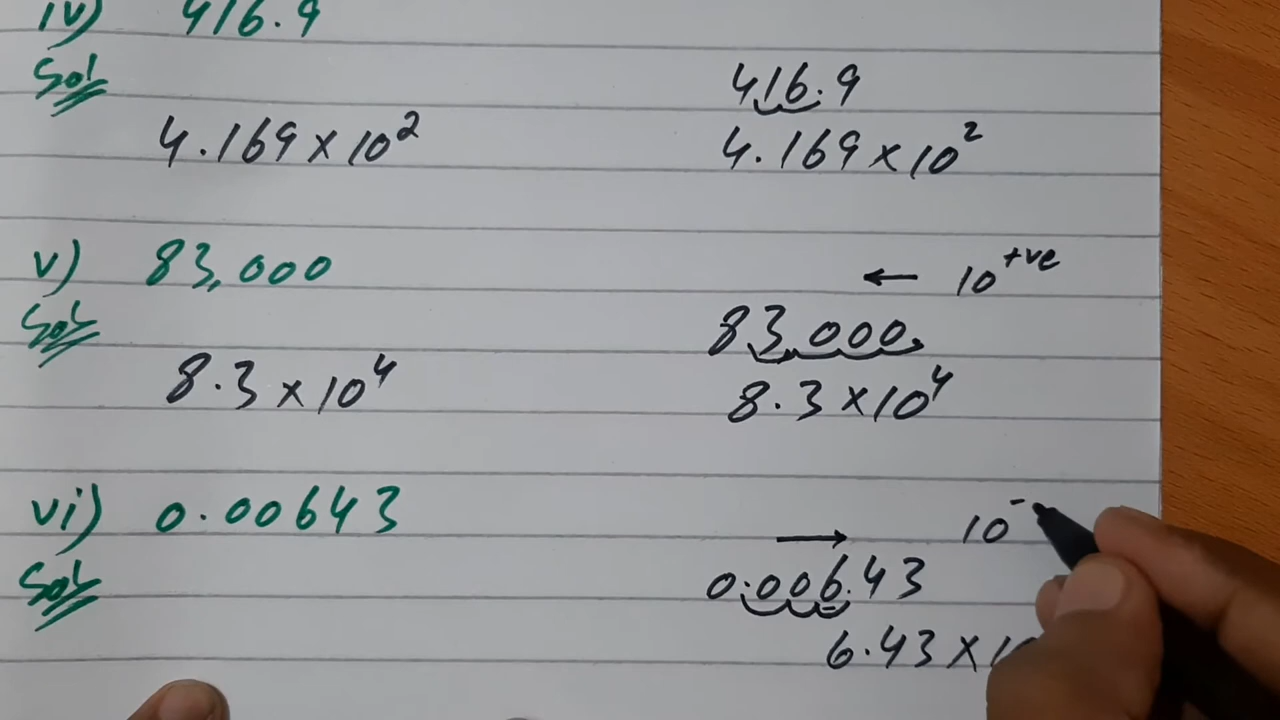 iv) 416.9
Sol
416.9
4.169 x 10²
4.169 x 10²
v) 83,000
← 10⁺ᵛᵉ
Sol
83,000.
8.3 x 10⁴
8.3 x 10⁴
vi) 0.00643
→ 10⁻
Sol
0.006.43
6.43 x 1